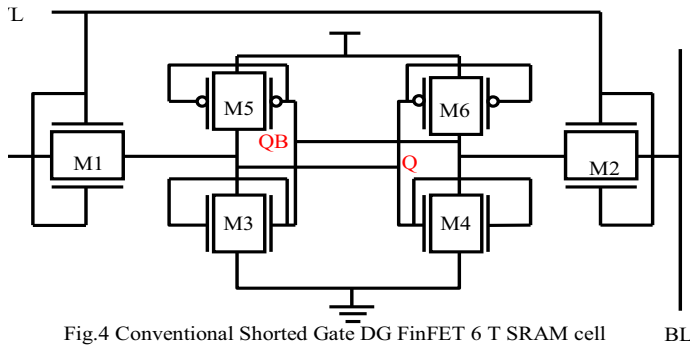 L
M5
M6
QB
Q
M1
M2
M3
M4
Fig.4 Conventional Shorted Gate DG FinFET 6 T SRAM cell
BL